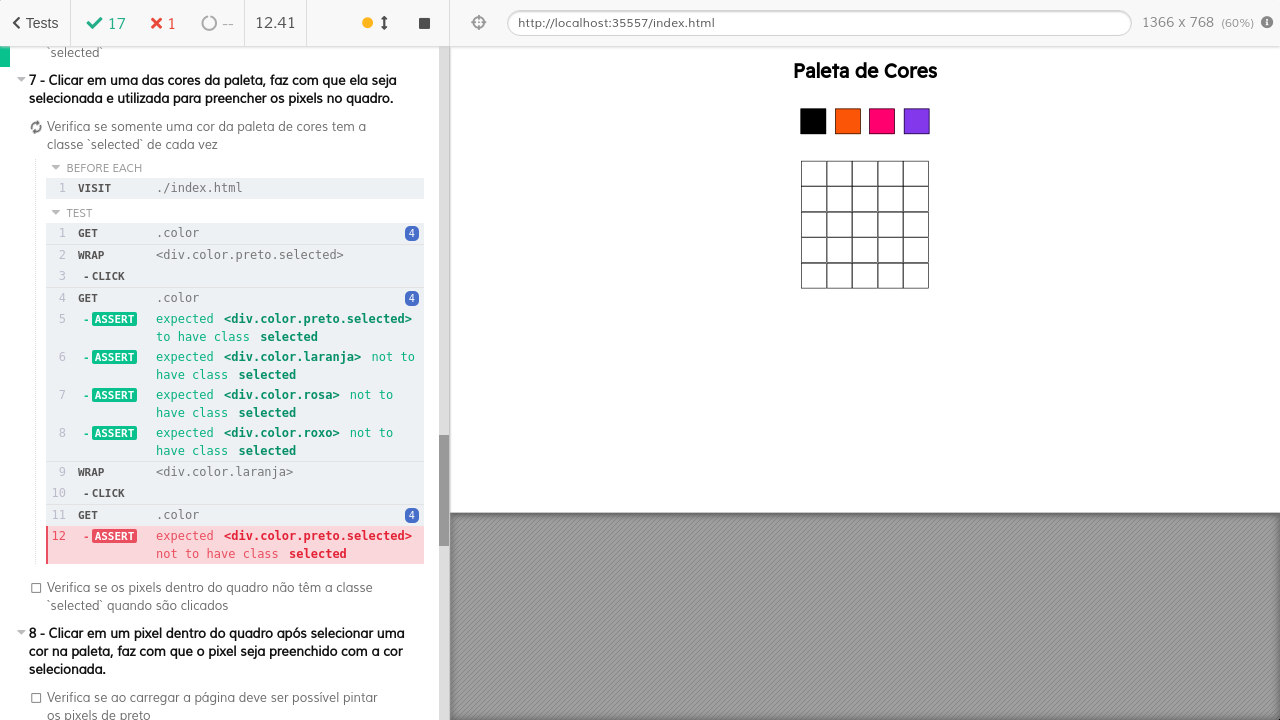 Tests 17 1 -- 12.41 http://localhost:35557/index.html 1366 x 768 (60%)
`selected`
7 - Clicar em uma das cores da paleta, faz com que ela seja
selecionada e utilizada para preencher os pixels no quadro.
Verifica se somente uma cor da paleta de cores tem a
classe `selected` de cada vez
BEFORE EACH
1 VISIT ./index.html
TEST
1 GET .color 4
2 WRAP <div.color.preto.selected>
3 - CLICK
4 GET .color 4
5 - ASSERT expected <div.color.preto.selected>
to have class selected
6 - ASSERT expected <div.color.laranja> not to
have class selected
7 - ASSERT expected <div.color.rosa> not to
have class selected
8 - ASSERT expected <div.color.roxo> not to
have class selected
9 WRAP <div.color.laranja>
10 - CLICK
11 GET .color 4
12 - ASSERT expected <div.color.preto.selected>
not to have class selected
Verifica se os pixels dentro do quadro não têm a classe
`selected` quando são clicados
8 - Clicar em um pixel dentro do quadro após selecionar uma
cor na paleta, faz com que o pixel seja preenchido com a cor
selecionada.
Verifica se ao carregar a página deve ser possível pintar
os pixels de preto
Paleta de Cores